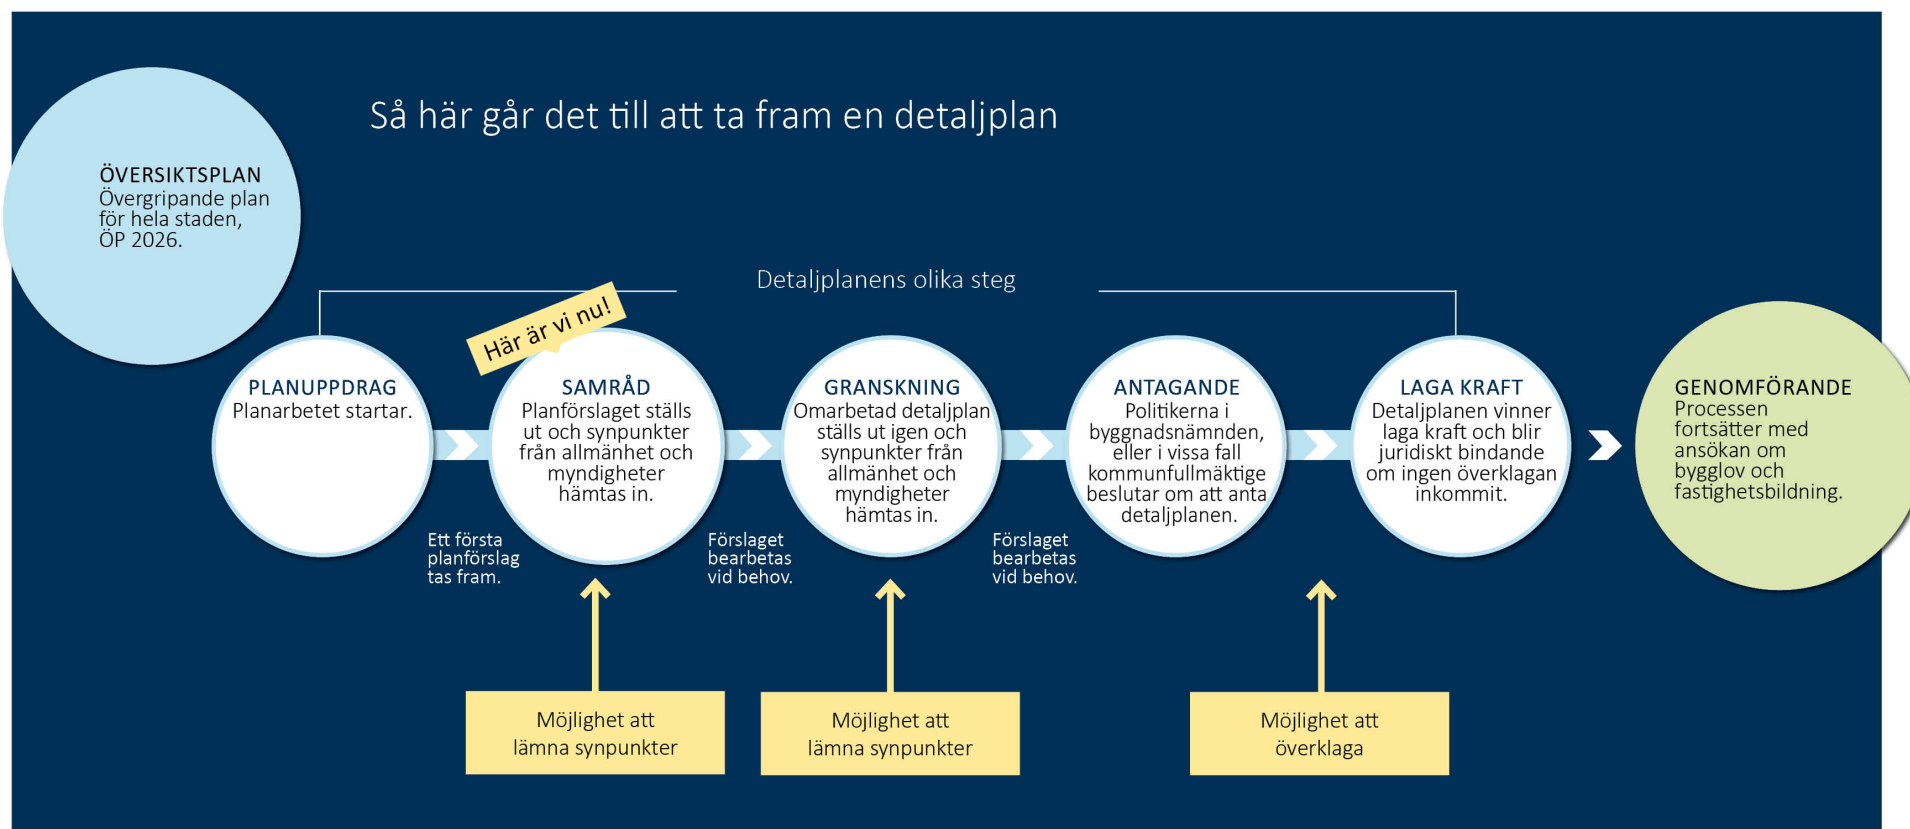 Så här går det till att ta fram en detaljplan
ÖVERSIKTSPLAN
Övergripande plan
för hela staden,
ÖP 2026.
Detaljplanens olika steg
Här är vi nu!
PLANUPPDRAG
Planarbetet startar.
Ett första
planförslag
tas fram.
SAMRÅD
Planförslaget ställs
ut och synpunkter
från allmänhet och
myndigheter
hämtas in.
Förslaget
bearbetas
vid behov.
GRANSKNING
Omarbetad detaljplan
ställs ut igen och
synpunkter från
allmänhet och
myndigheter
hämtas in.
Förslaget
bearbetas
vid behov.
ANTAGANDE
Politikerna i
byggnadsnämnden,
eller i vissa fall
kommunfullmäktige
beslutar om att anta
detaljplanen.
LAGA KRAFT
Detaljplanen vinner
laga kraft och blir
juridiskt bindande
om ingen överklagan
inkommit.
GENOMFÖRANDE
Processen
fortsätter med
ansökan om
bygglov och
fastighetsbildning.
Möjlighet att
lämna synpunkter
Möjlighet att
lämna synpunkter
Möjlighet att
överklaga